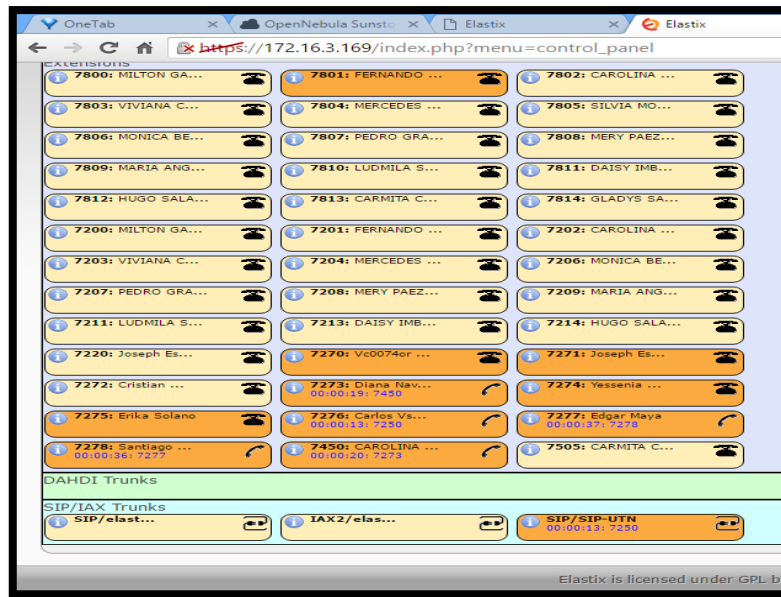 OneTab
OpenNebula Sunsto
Elastix
Elastix
https://172.16.3.169/index.php?menu=control_panel
Extensions
7800: MILTON GA...
7801: FERNANDO ...
7802: CAROLINA ...
7803: VIVIANA C...
7804: MERCEDES ...
7805: SILVIA MO...
7806: MONICA BE...
7807: PEDRO GRA...
7808: MERY PAEZ...
7809: MARIA ANG...
7810: LUDMILA S...
7811: DAISY IMB...
7812: HUGO SALA...
7813: CARMITA C...
7814: GLADYS SA...
7200: MILTON GA...
7201: FERNANDO ...
7202: CAROLINA ...
7203: VIVIANA C...
7204: MERCEDES ...
7206: MONICA BE...
7207: PEDRO GRA...
7208: MERY PAEZ...
7209: MARIA ANG...
7211: LUDMILA S...
7213: DAISY IMB...
7214: HUGO SALA...
7220: Joseph Es...
7270: Vc0074or ...
7271: Joseph Es...
7272: Cristian ...
7273: Diana Nav...
00:00:19: 7450
7274: Yessenia ...
7275: Erika Solano
7276: Carlos Vs...
00:00:13: 7250
7277: Edgar Maya
00:00:37: 7278
7278: Santiago ...
00:00:36: 7277
7450: CAROLINA ...
00:00:20: 7273
7505: CARMITA C...
DAHDI Trunks
SIP/IAX Trunks
SIP/elast...
IAX2/elas...
SIP/SIP-UTN
00:00:13: 7250
Elastix is licensed under GPL b